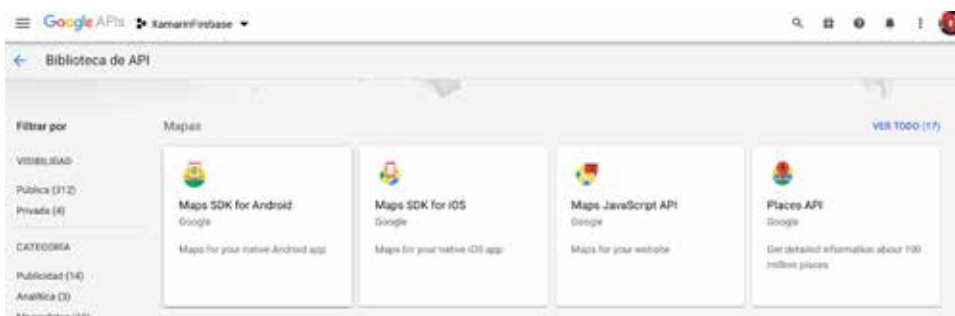 Google APIs XamarinFirebase
Biblioteca de API
Filtrar por
Mapas
VER TODO (17)
VISIBILIDAD
Pública (312)
Privada (4)
CATEGORÍA
Publicidad (14)
Analítica (3)
Maps SDK for Android
Google
Maps for your native Android app
Maps SDK for iOS
Google
Maps for your native iOS app
Maps JavaScript API
Google
Maps for your website
Places API
Google
Get detailed information about 100
million places